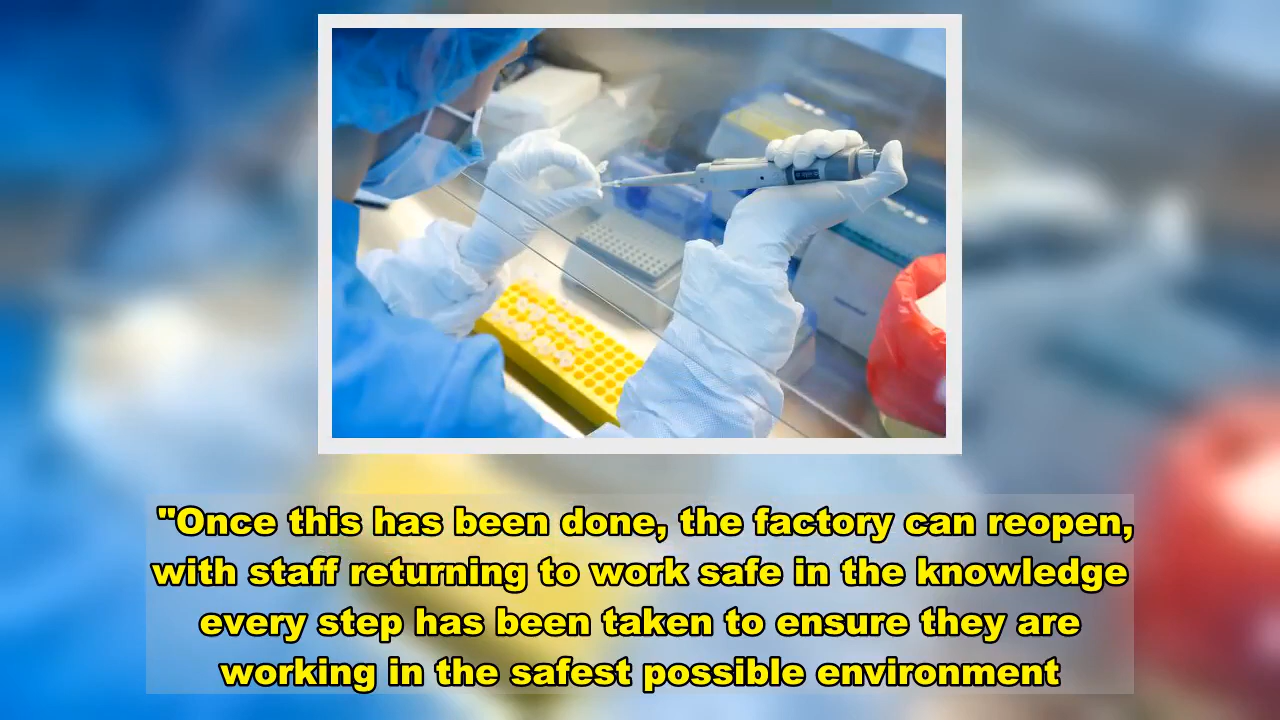 "Once this has been done, the factory can reopen,
with staff returning to work safe in the knowledge
every step has been taken to ensure they are
working in the safest possible environment